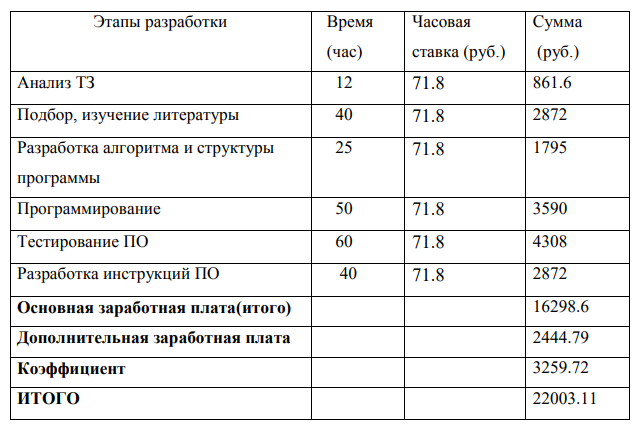 Этапы разработки Время Часовая Сумма
(час) ставка (руб.) (руб.)
Анализ ТЗ 12 71.8 861.6
Подбор, изучение литературы 40 71.8 2872
Разработка алгоритма и структуры 25 71.8 1795
программы
Программирование 50 71.8 3590
Тестирование ПО 60 71.8 4308
Разработка инструкций ПО 40 71.8 2872
Основная заработная плата(итого) 16298.6
Дополнительная заработная плата 2444.79
Коэффициент 3259.72
ИТОГО 22003.11